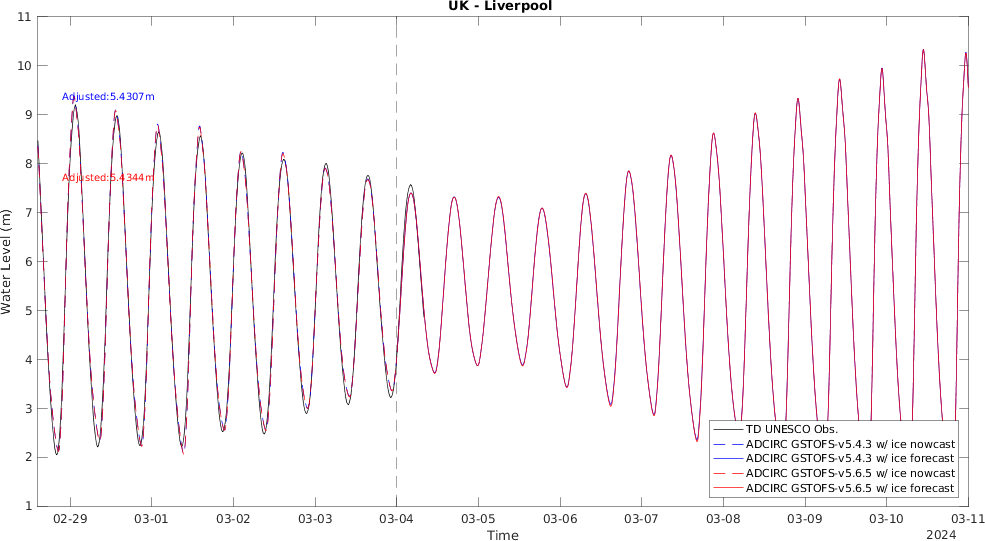 UK - Liverpool
11
10
9
8
7
6
5
4
3
2
1
Water Level (m)
Adjusted:5.4307m
Adjusted:5.4344m
TD UNESCO Obs.
ADCIRC GSTOFS-v5.4.3 w/ ice nowcast
ADCIRC GSTOFS-v5.4.3 w/ ice forecast
ADCIRC GSTOFS-v5.6.5 w/ ice nowcast
ADCIRC GSTOFS-v5.6.5 w/ ice forecast
02-29 03-01 03-02 03-03 03-04 03-05 03-06 03-07 03-08 03-09 03-10 03-11
Time
2024